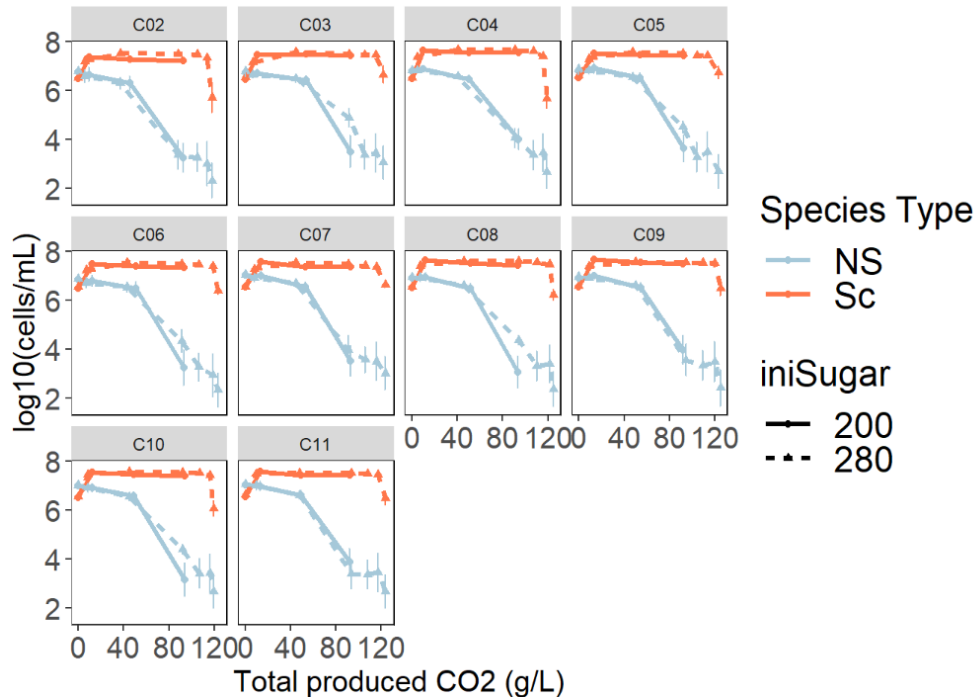 C02 C03 C04 C05
8
6
4
2
C06 C07 C08 C09
8
6
4
2
C10 C11
8
6
4
2
0 40 80 120 0 40 80 120 0 40 80 120 0 40 80 120
log10(cells/mL)
Total produced CO2 (g/L)
Species Type
NS
Sc
iniSugar
200
280